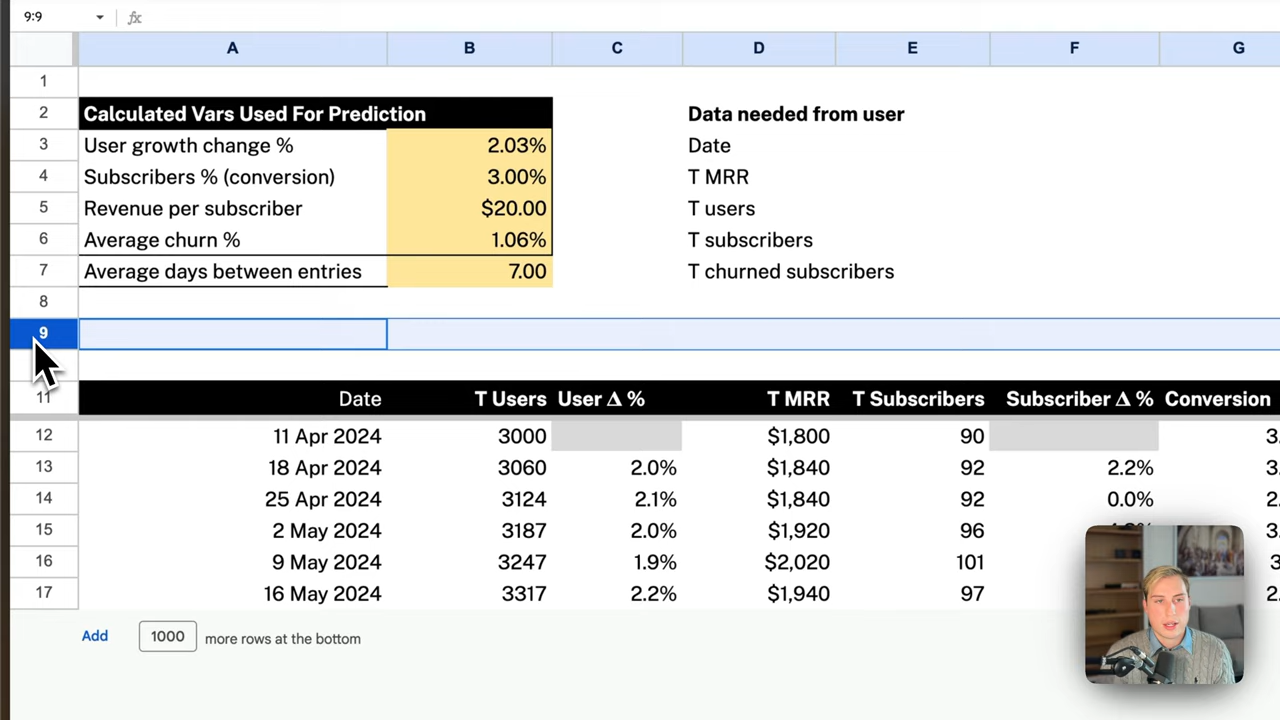 9:9 fx
A B C D E F G
1
2 Calculated Vars Used For Prediction Data needed from user
3 User growth change % 2.03% Date
4 Subscribers % (conversion) 3.00% T MRR
5 Revenue per subscriber $20.00 T users
6 Average churn % 1.06% T subscribers
7 Average days between entries 7.00 T churned subscribers
8
9
11 Date T Users User Δ % T MRR T Subscribers Subscriber Δ % Conversion
12 11 Apr 2024 3000 $1,800 90 3.
13 18 Apr 2024 3060 2.0% $1,840 92 2.2% 3.
14 25 Apr 2024 3124 2.1% $1,840 92 0.0% 2.
15 2 May 2024 3187 2.0% $1,920 96 3.
16 9 May 2024 3247 1.9% $2,020 101 3
17 16 May 2024 3317 2.2% $1,940 97 2.
Add 1000 more rows at the bottom